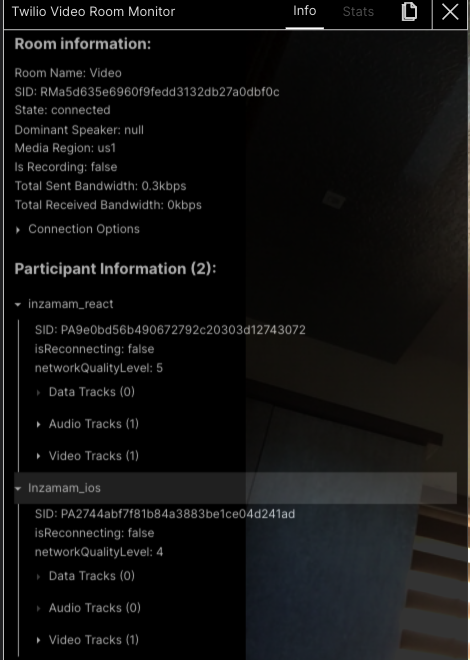 Twilio Video Room Monitor
Info
Stats
Room information:
Room Name: Video
SID: RMa5d635e6960f9fedd3132db27a0dbf0c
State: connected
Dominant Speaker: null
Media Region: us1
Is Recording: false
Total Sent Bandwidth: 0.3kbps
Total Received Bandwidth: 0kbps
Connection Options
Participant Information (2):
inzamam_react
SID: PA9e0bd56b490672792c20303d12743072
isReconnecting: false
networkQualityLevel: 5
Data Tracks (0)
Audio Tracks (1)
Video Tracks (1)
Inzamam_ios
SID: PA2744abf7f81b84a3883be1ce04d241ad
isReconnecting: false
networkQualityLevel: 4
Data Tracks (0)
Audio Tracks (0)
Video Tracks (1)